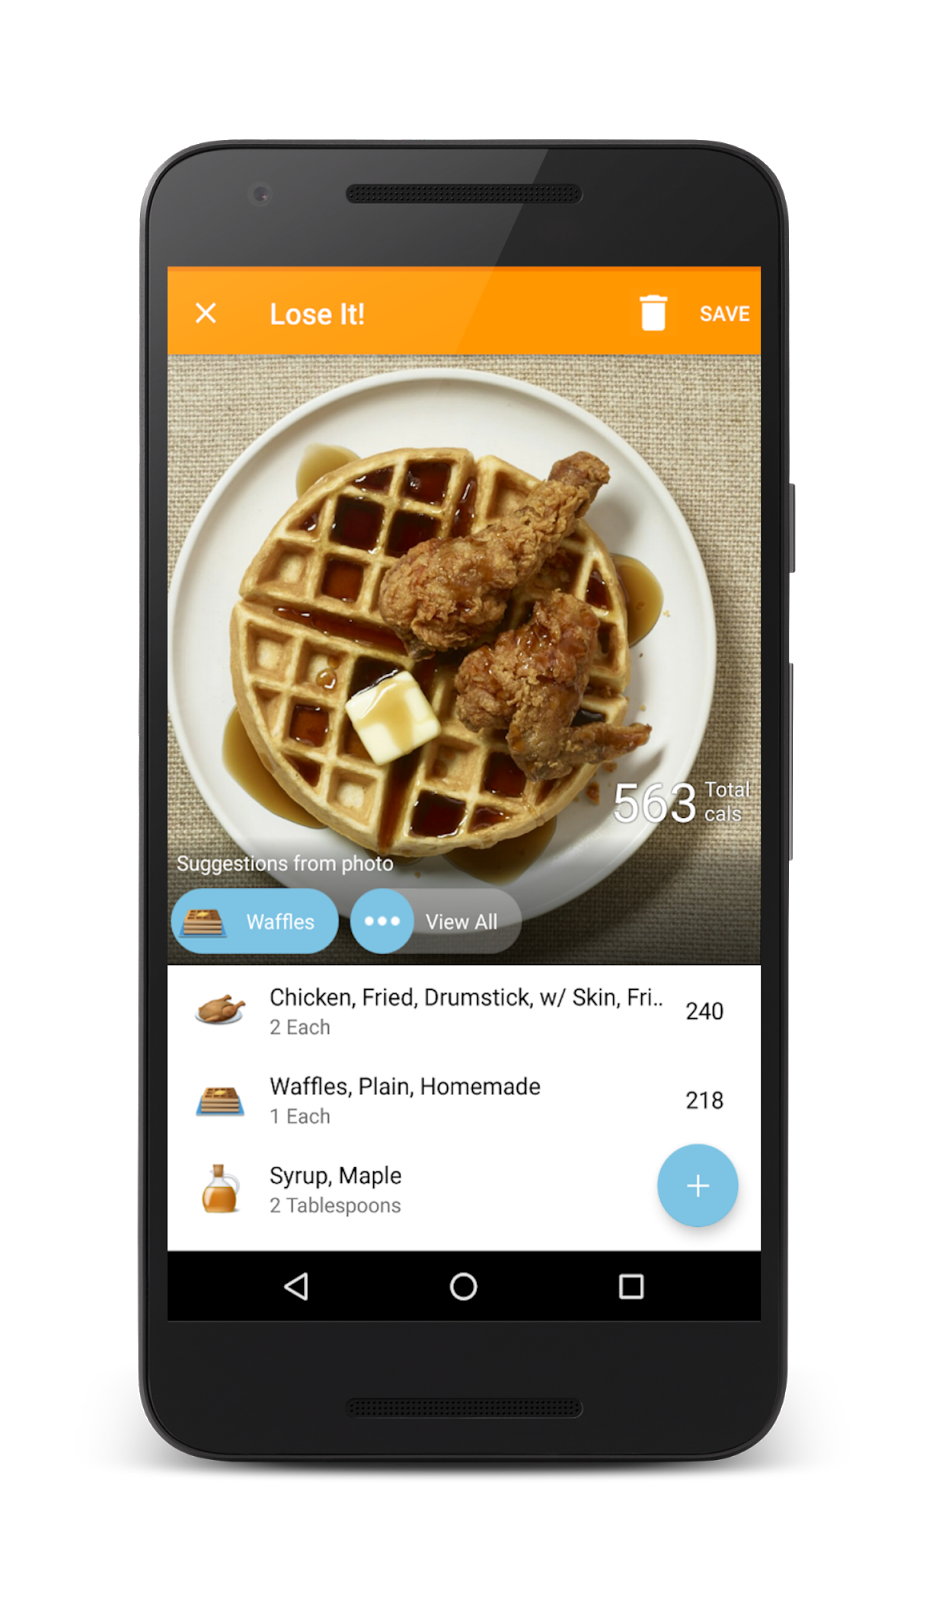 Lose It!
SAVE
563 Total
cals
Suggestions from photo
Waffles
View All
Chicken, Fried, Drumstick, w/ Skin, Fri..
2 Each
240
Waffles, Plain, Homemade
1 Each
218
Syrup, Maple
2 Tablespoons